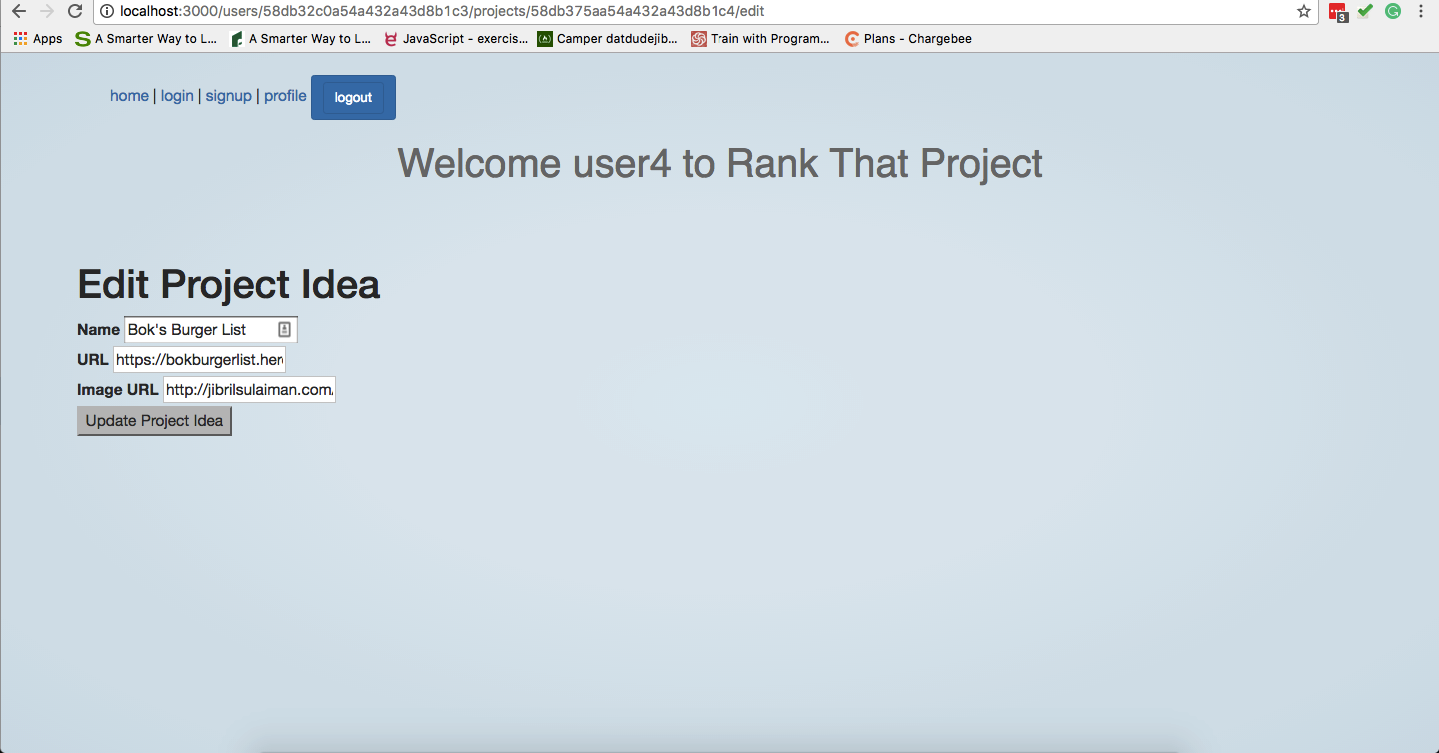 localhost:3000/users/58db32c0a54a432a43d8b1c3/projects/58db375aa54a432a43d8b1c4/edit
3
Apps A Smarter Way to L... A Smarter Way to L... JavaScript - exercis... Camper datdudejib... Train with Program... Plans - Chargebee
home | login | signup | profile logout
Welcome user4 to Rank That Project
Edit Project Idea
Name Bok's Burger List
URL https://bokburgerlist.her
Image URL http://jibrilsulaiman.com/
Update Project Idea